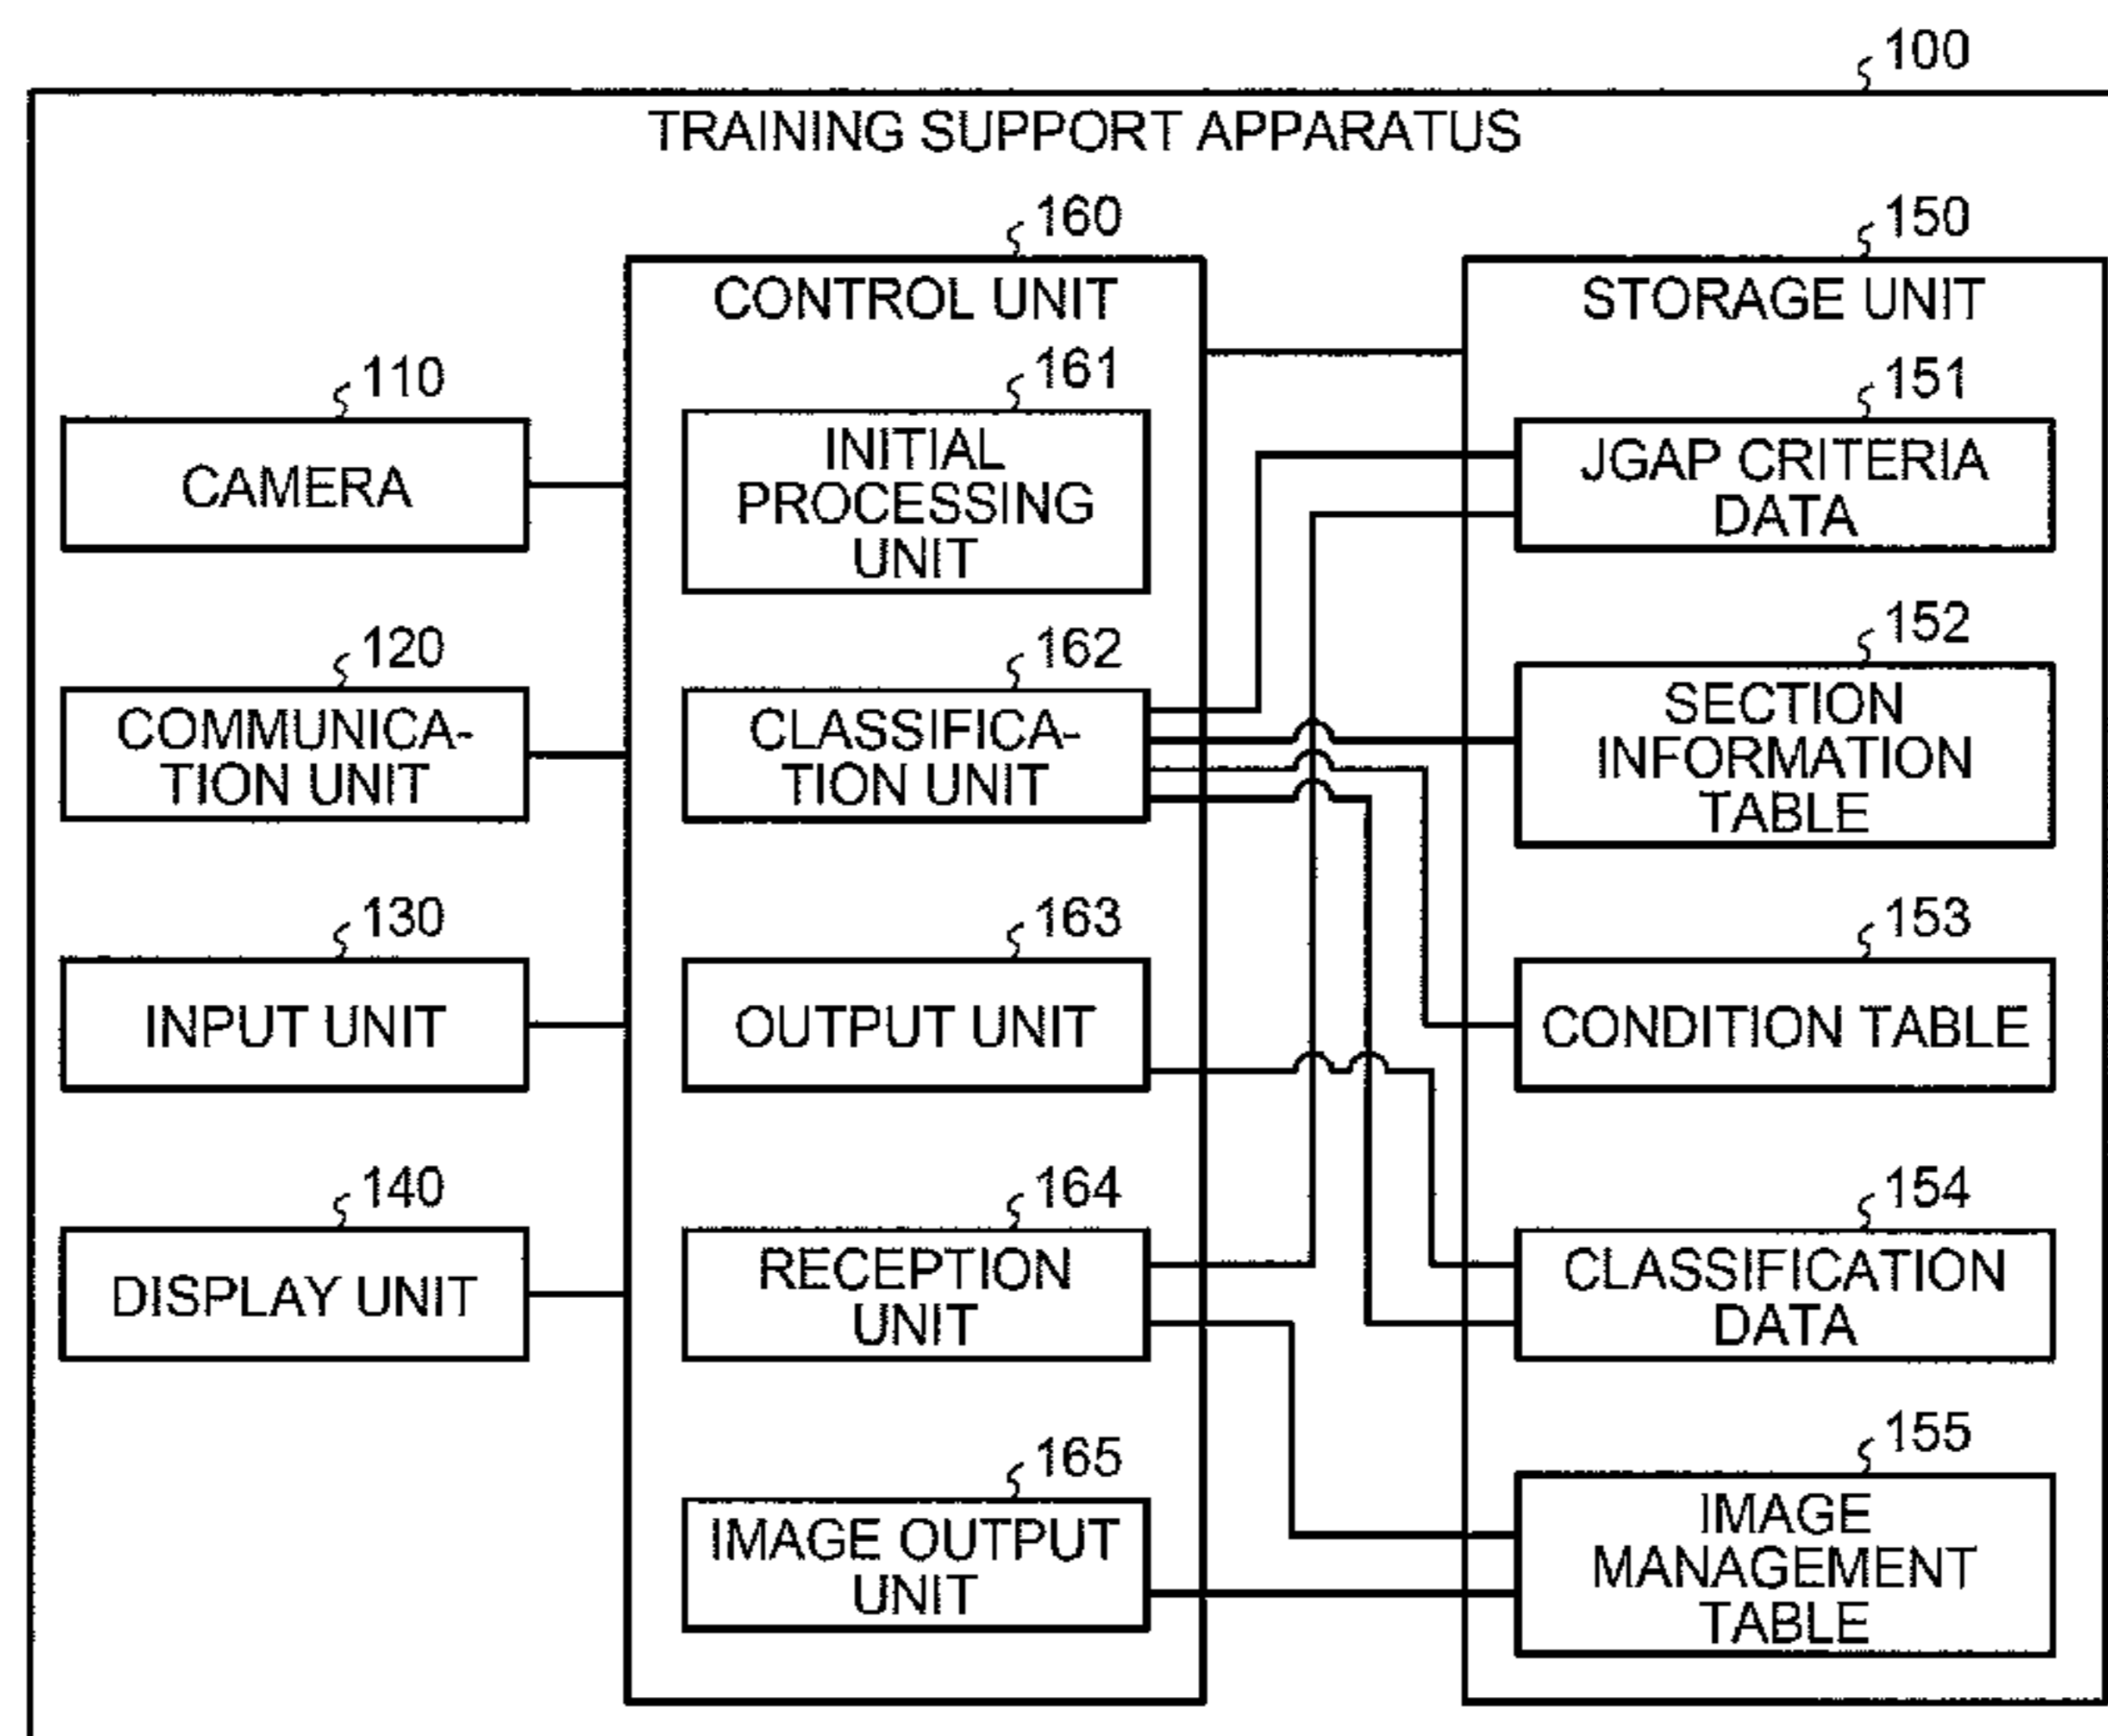 100
TRAINING SUPPORT APPARATUS
160
CONTROL UNIT
150
STORAGE UNIT
110
CAMERA
161
INITIAL
PROCESSING
UNIT
151
JGAP CRITERIA
DATA
120
COMMUNICA-
TION UNIT
162
CLASSIFICA-
TION UNIT
152
SECTION
INFORMATION
TABLE
130
INPUT UNIT
163
OUTPUT UNIT
153
CONDITION TABLE
140
DISPLAY UNIT
164
RECEPTION
UNIT
154
CLASSIFICATION
DATA
165
IMAGE OUTPUT
UNIT
155
IMAGE
MANAGEMENT
TABLE